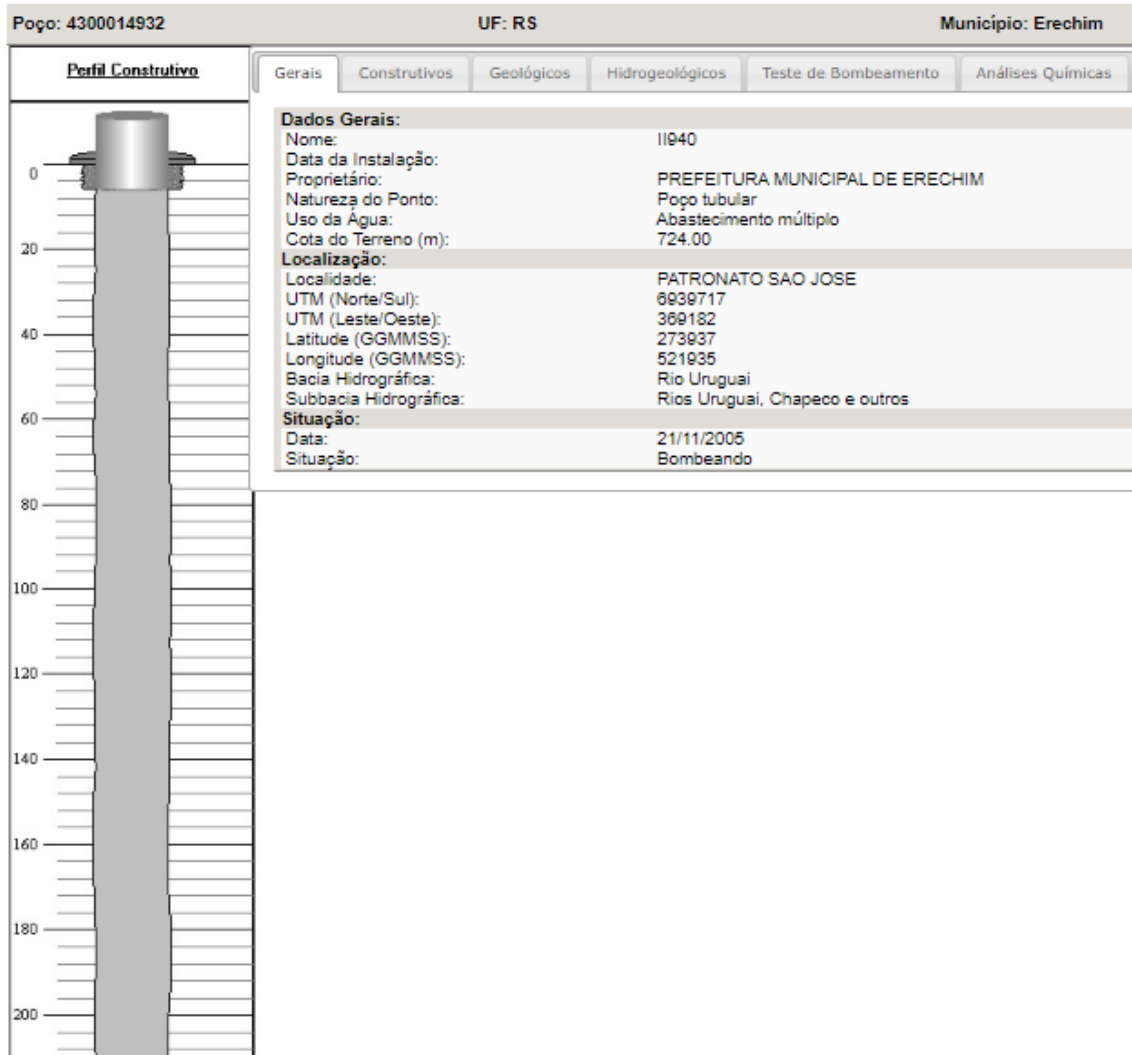 Poço: 4300014932 UF: RS Município: Erechim
Perfil Construtivo
Gerais Construtivos Geológicos Hidrogeológicos Teste de Bombeamento Análises Químicas
Dados Gerais:
Nome: II940
Data da Instalação:
Proprietário: PREFEITURA MUNICIPAL DE ERECHIM
Natureza do Ponto: Poço tubular
Uso da Água: Abastecimento múltiplo
Cota do Terreno (m): 724.00
Localização:
Localidade: PATRONATO SAO JOSE
UTM (Norte/Sul): 6939717
UTM (Leste/Oeste): 369182
Latitude (GGMMSS): 273937
Longitude (GGMMSS): 521935
Bacia Hidrográfica: Rio Uruguai
Subbacia Hidrográfica: Rios Uruguai, Chapeco e outros
Situação:
Data: 21/11/2005
Situação: Bombeando
0
20
40
60
80
100
120
140
160
180
200